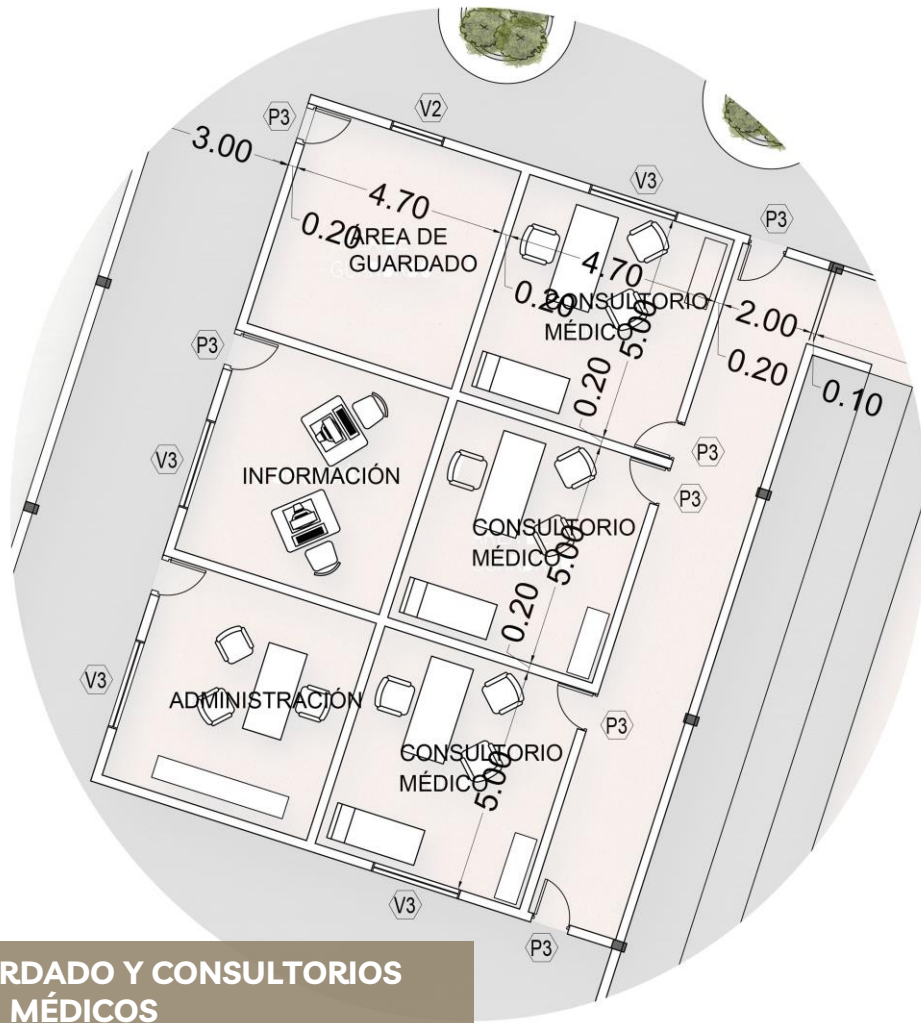 V2
P3
3.00
V3
4.70
P3
0.20
ÁREA DE
GUARDADO
4.70
0.20
CONSULTORIO
MÉDICO
5.00
2.00
0.20
0.10
P3
0.20
P3
P3
V3
INFORMACIÓN
CONSULTORIO
MÉDICO
5.00
0.20
V3
ADMINISTRACIÓN
P3
CONSULTORIO
MÉDICO
5.00
V3
P3
RDADO Y CONSULTORIOS
MÉDICOS